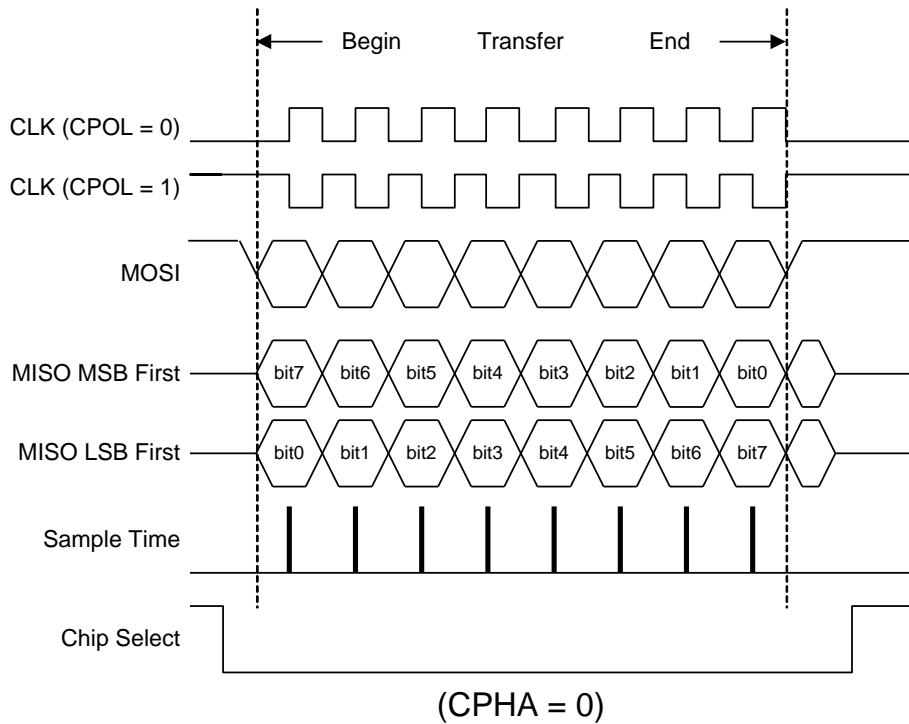 Begin Transfer End
CLK (CPOL = 0)
CLK (CPOL = 1)
MOSI
MISO MSB First bit7 bit6 bit5 bit4 bit3 bit2 bit1 bit0
MISO LSB First bit0 bit1 bit2 bit3 bit4 bit5 bit6 bit7
Sample Time
Chip Select
(CPHA = 0)